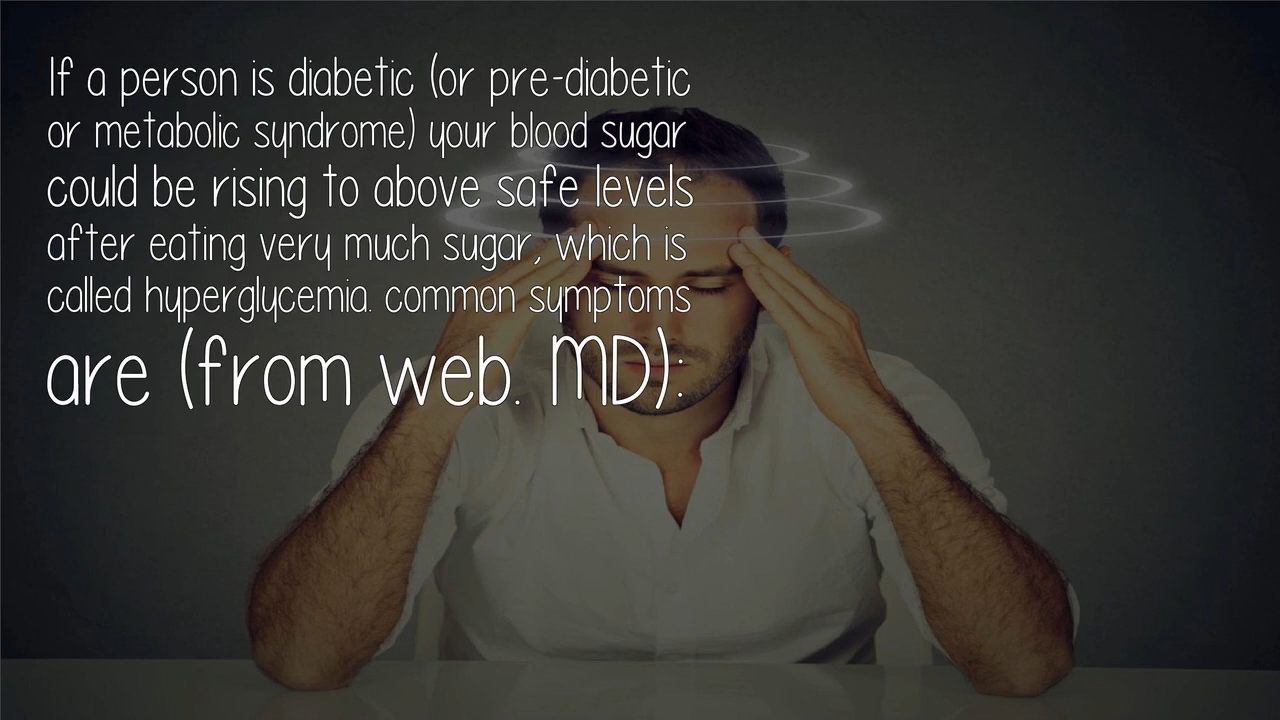 If a person is diabetic (or pre-diabetic
or metabolic syndrome) your blood sugar
could be rising to above safe levels
after eating very much sugar, which is
called hyperglycemia. common symptoms
are (from web. MD):